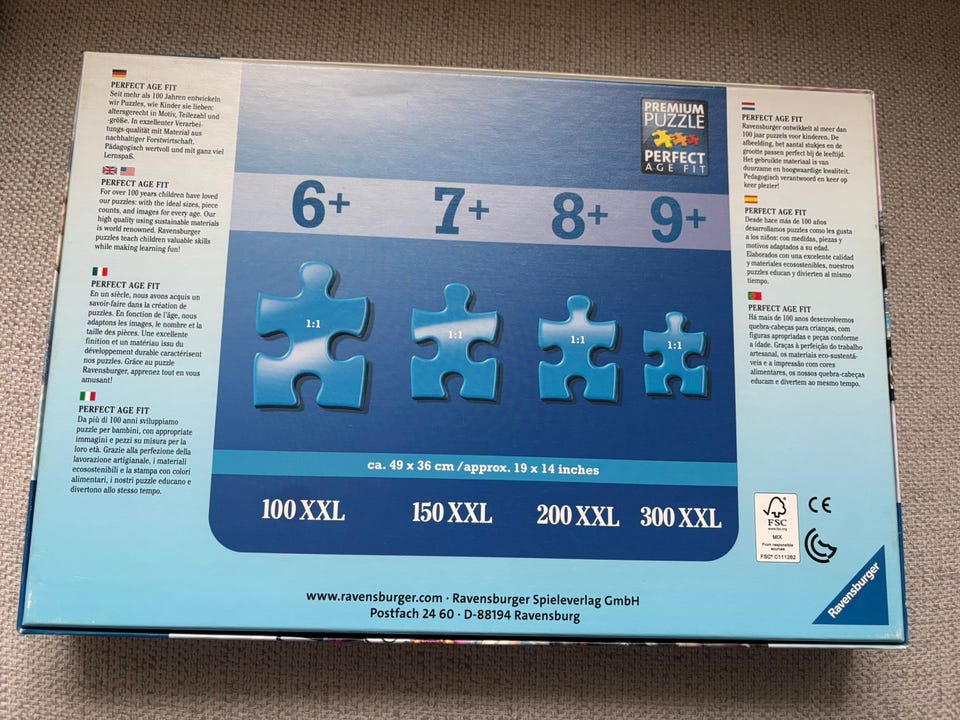 PERFECT AGE FIT
Seit mehr als 100 Jahren entwickeln
wir Puzzles, wie Kinder sie lieben:
altersgerecht in Motiv, Teilezahl und
-größe. In exzellenter Verarbei-
tungs-qualität mit Material aus
nachhaltiger Forstwirtschaft.
Pädagogisch wertvoll und mit ganz viel
Lernspaß.
PERFECT AGE FIT
For over 100 years children have loved
our puzzles: with the ideal sizes, piece
counts, and images for every age. Our
high quality using sustainable materials
is world renowned. Ravensburger
puzzles teach children valuable skills
while making learning fun!
PERFECT AGE FIT
En un siècle, nous avons acquis un
savoir-faire dans la création de
puzzles. En fonction de l'âge, nous
adaptons les images, le nombre et la
taille des pièces. Une excellente
finition et un matériau issu du
développement durable caractérisent
nos puzzles. Grâce au puzzle
Ravensburger, apprenez tout en vous
amusant!
PERFECT AGE FIT
Da più di 100 anni sviluppiamo
puzzle per bambini, con appropriate
immagini e pezzi su misura per la
loro età. Grazie alla perfezione della
lavorazione artigianale, i materiali
ecosostenibili e la stampa con colori
alimentari, i nostri puzzle educano e
divertono allo stesso tempo.
PREMIUM
PUZZLE
PERFECT
AGE FIT
6+ 7+ 8+ 9+
1:1 1:1 1:1 1:1
ca. 49 x 36 cm/approx. 19 x 14 inches
100 XXL 150 XXL 200 XXL 300 XXL
www.ravensburger.com · Ravensburger Spieleverlag GmbH
Postfach 24 60 · D-88194 Ravensburg
PERFECT AGE FIT
Ravensburger ontwikkelt al meer dan
100 jaar puzzels voor kinderen. De
afbeelding, het aantal stukjes en de
grootte passen perfect bij de leeftijd.
Het gebruikte materiaal is van
duurzame en hoogwaardige kwaliteit.
Pedagogisch verantwoord en keer op
keer plezier!
PERFECT AGE FIT
Desde hace más de 100 años
desarrollamos puzzles como les gusta
a los niños: con medidas, piezas y
motivos adaptados a su edad.
Elaborados con una excelente calidad
y materiales ecosostenibles, nuestros
puzzles educan y divierten al mismo
tiempo.
PERFECT AGE FIT
Há mais de 100 anos desenvolvemos
quebra-cabeças para crianças, com
figuras apropriadas e peças conforme
a idade. Graças à perfeição do trabalho
artesanal, os materiais eco-sustentá-
veis e a impressão com cores
alimentares, os nossos quebra-cabeças
educam e divertem ao mesmo tempo.
FSC
www.fsc.org
MIX
From responsible
sources
FSC® C111262
CE
Ravensburger